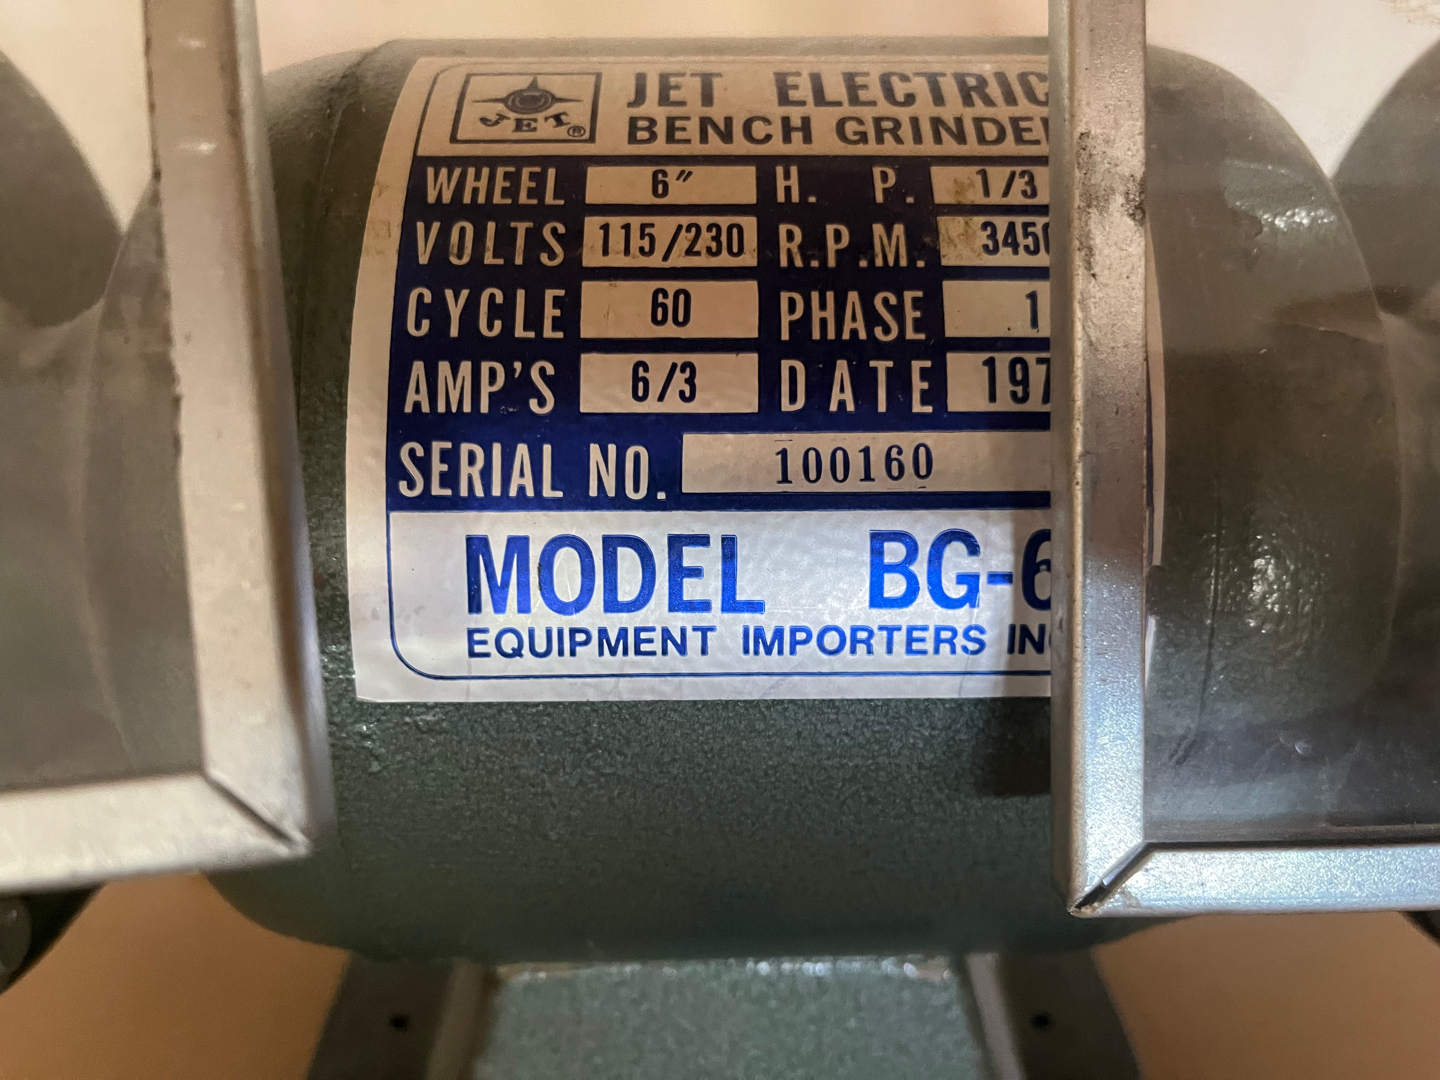 JET®
JET ELECTRIC
BENCH GRINDE
WHEEL 6" H. P. 1/3
VOLTS 115/230 R.P.M. 345
CYCLE 60 PHASE 1
AMP'S 6/3 DATE 197
SERIAL NO. 100160
MODEL BG-6
EQUIPMENT IMPORTERS IN